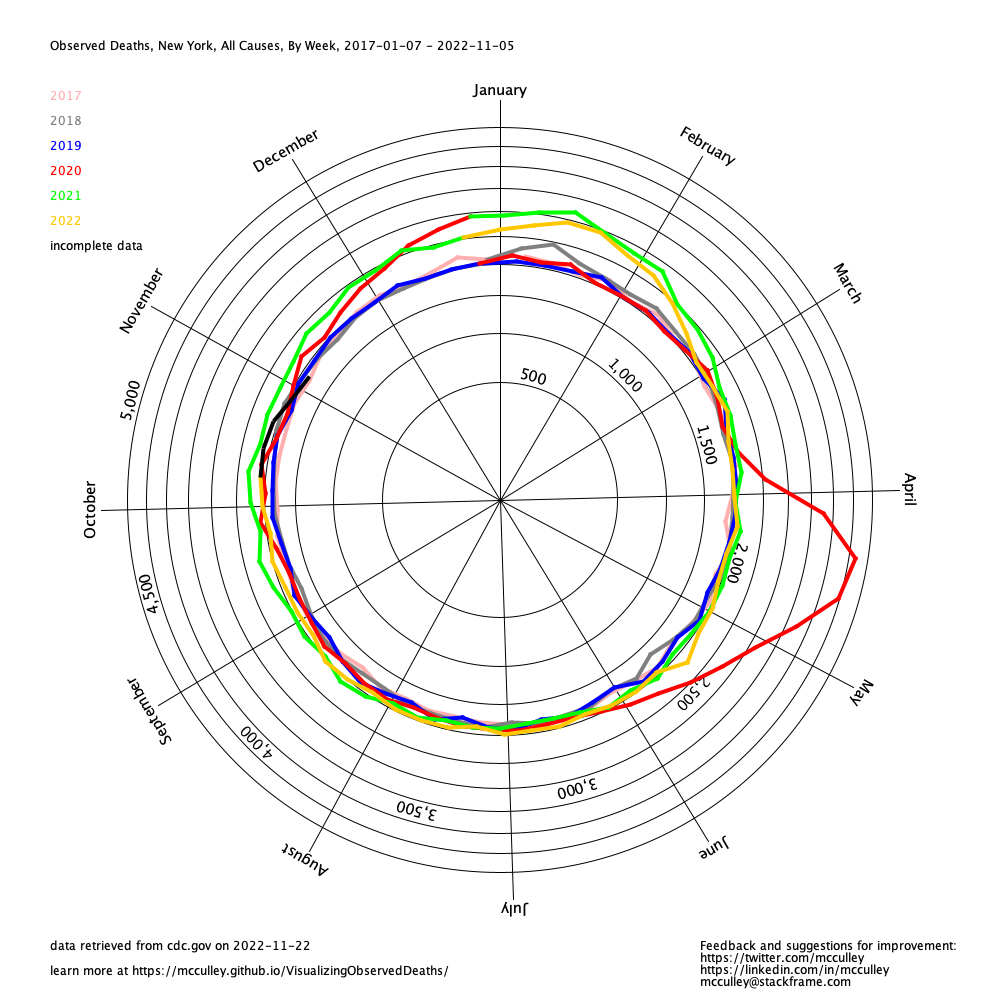 Observed Deaths, New York, All Causes, By Week, 2017-01-07 - 2022-11-05
2017
2018
2019
2020
2021
2022
incomplete data
January
February
March
April
May
June
July
August
September
October
November
December
500
1,000
1,500
2,000
2,500
3,000
3,500
4,000
4,500
5,000
data retrieved from cdc.gov on 2022-11-22
learn more at https://mcculley.github.io/VisualizingObservedDeaths/
Feedback and suggestions for improvement:
https://twitter.com/mcculley
https://linkedin.com/in/mcculley
mcculley@stackframe.com